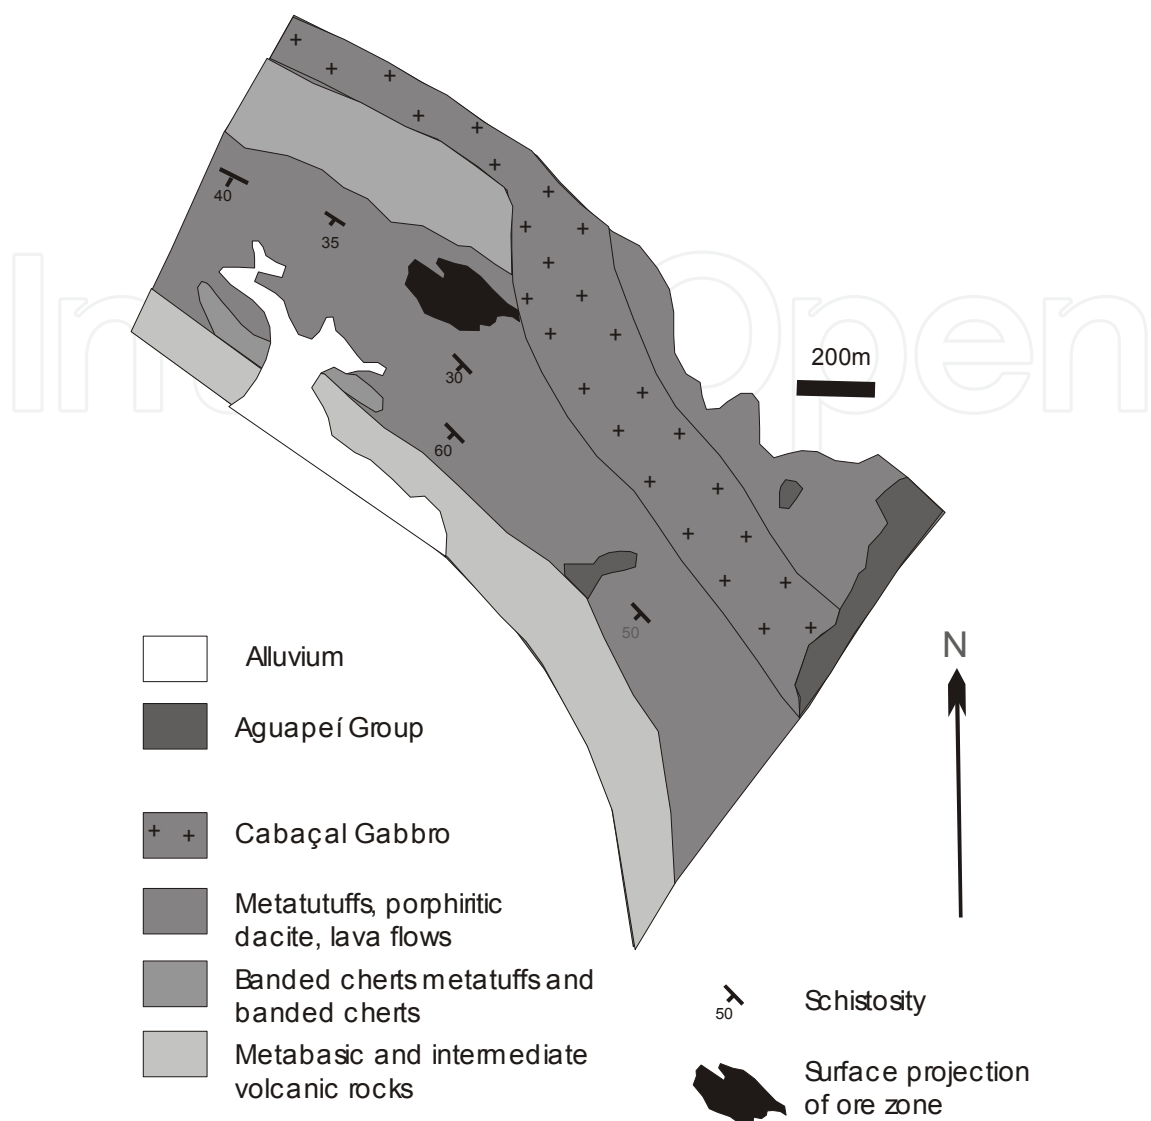 40
35
InTechOpen
200m
30
60
50
N
Alluvium
Aguapeí Group
Cabaçal Gabbro
Metatutuffs, porphiritic
dacite, lava flows
Banded cherts metatuffs and
banded cherts
Metabasic and intermediate
volcanic rocks
50
Schistosity
Surface projection
of ore zone